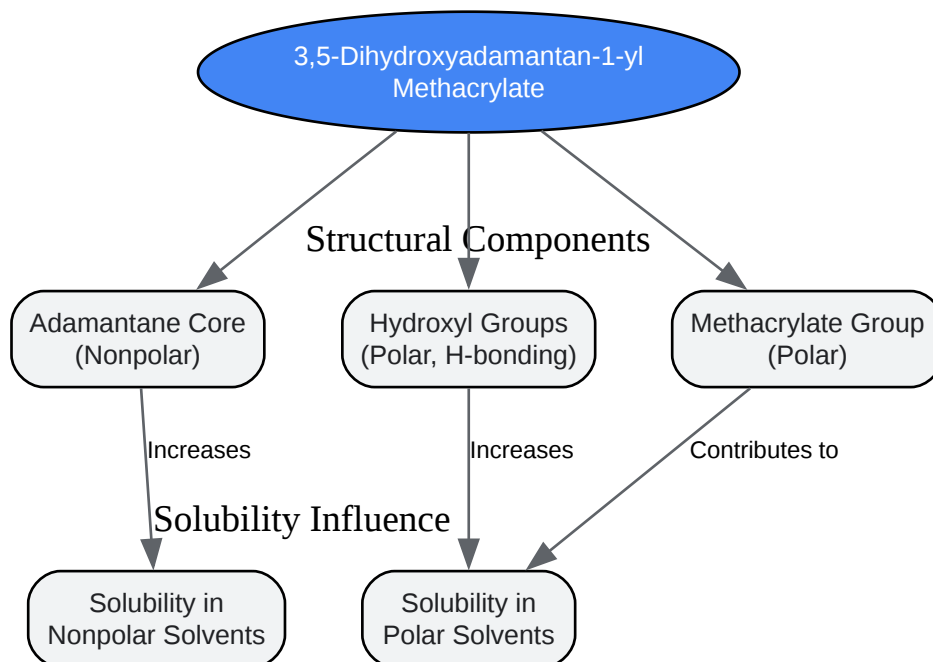 3,5-Dihydroxyadamantan-1-yl
Methacrylate
Structural Components
Adamantane Core
(Nonpolar)
Hydroxyl Groups
(Polar, H-bonding)
Methacrylate Group
(Polar)
Increases
Increases
Contributes to
Solubility Influence
Solubility in
Nonpolar Solvents
Solubility in
Polar Solvents